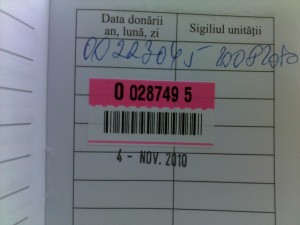 Data donării
an, lună, zi
Sigiliul unității
0 028749 5
4 - NOV. 2010